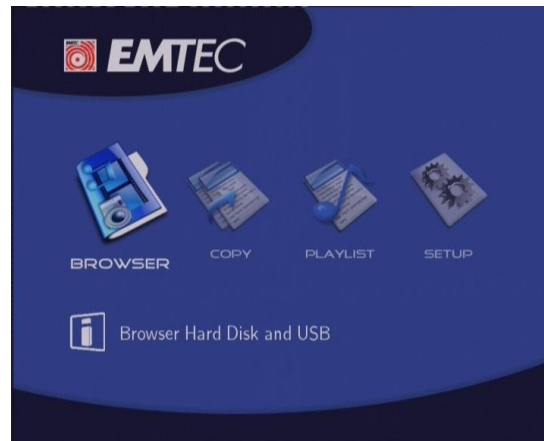 EMTEC
BROWSER
COPY
PLAYLIST
SETUP
Browser Hard Disk and USB